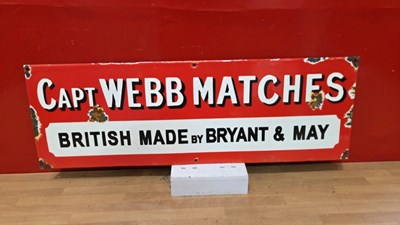 CAPT WEBB MATCHES
BRITISH MADE BY BRYANT & MAY